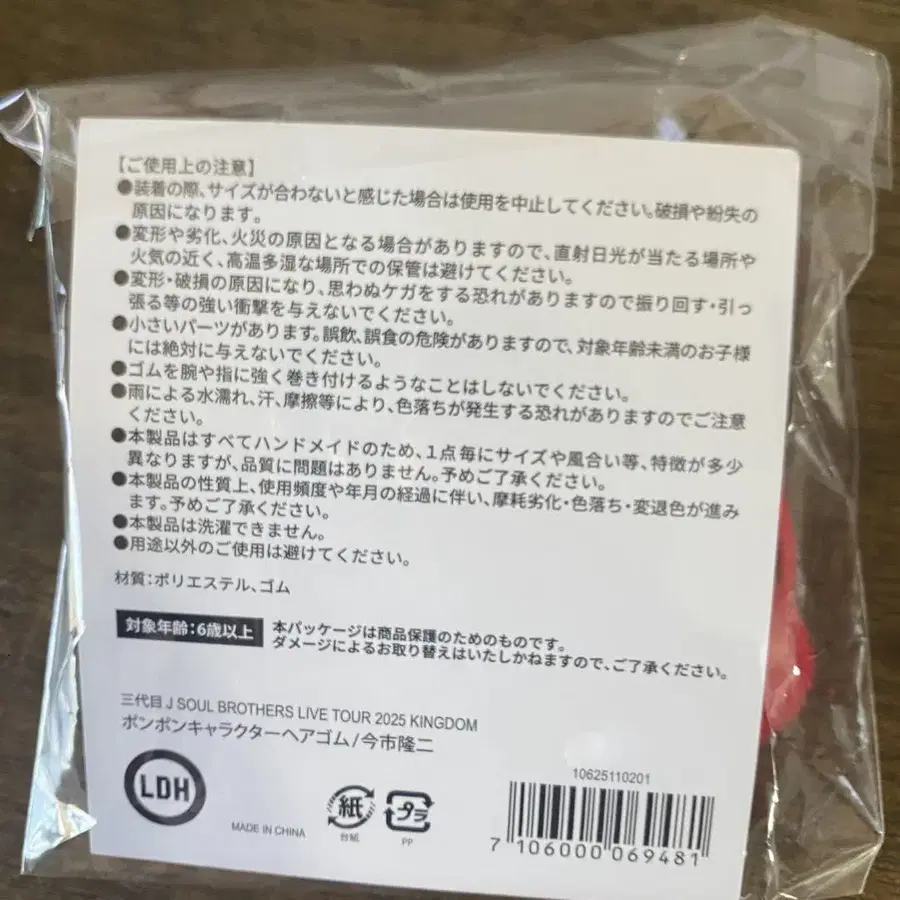 【ご使用上の注意】
●装着の際、サイズが合わないと感じた場合は使用を中止してください。破損や紛失の
原因になります。
●変形や劣化、火災の原因となる場合がありますので、直射日光が当たる場所や
火気の近く、高温多湿な場所での保管は避けてください。
●変形・破損の原因になり、思わぬケガをする恐れがありますので振り回す・引っ
張る等の強い衝撃を与えないでください。
●小さいパーツがあります。誤飲、誤食の危険がありますので、対象年齢未満のお子様
には絶対に与えないでください。
●ゴムを腕や指に強く巻き付けるようなことはしないでください。
●雨による水濡れ、汗、摩擦等により、色落ちが発生する恐れがありますのでご注意
ください。
●本製品はすべてハンドメイドのため、1点毎にサイズや風合い等、特徴が多少
異なりますが、品質に問題はありません。予めご了承ください。
●本製品の性質上、使用頻度や年月の経過に伴い、摩耗劣化・色落ち・変退色が進み
ます。予めご了承ください。
●本製品は洗濯できません。
●用途以外のご使用は避けてください。
材質:ポリエステル、ゴム
対象年齢:6歳以上
本パッケージは商品保護のためのものです。
ダメージによるお取り替えはいたしかねますので、ご了承ください。
三代目 J SOUL BROTHERS LIVE TOUR 2025 KINGDOM
ポンポンキャラクターヘアゴム/今市隆二
LDH
MADE IN CHINA
紙
台紙
プラ
PP
10625110201
7 106000 069481